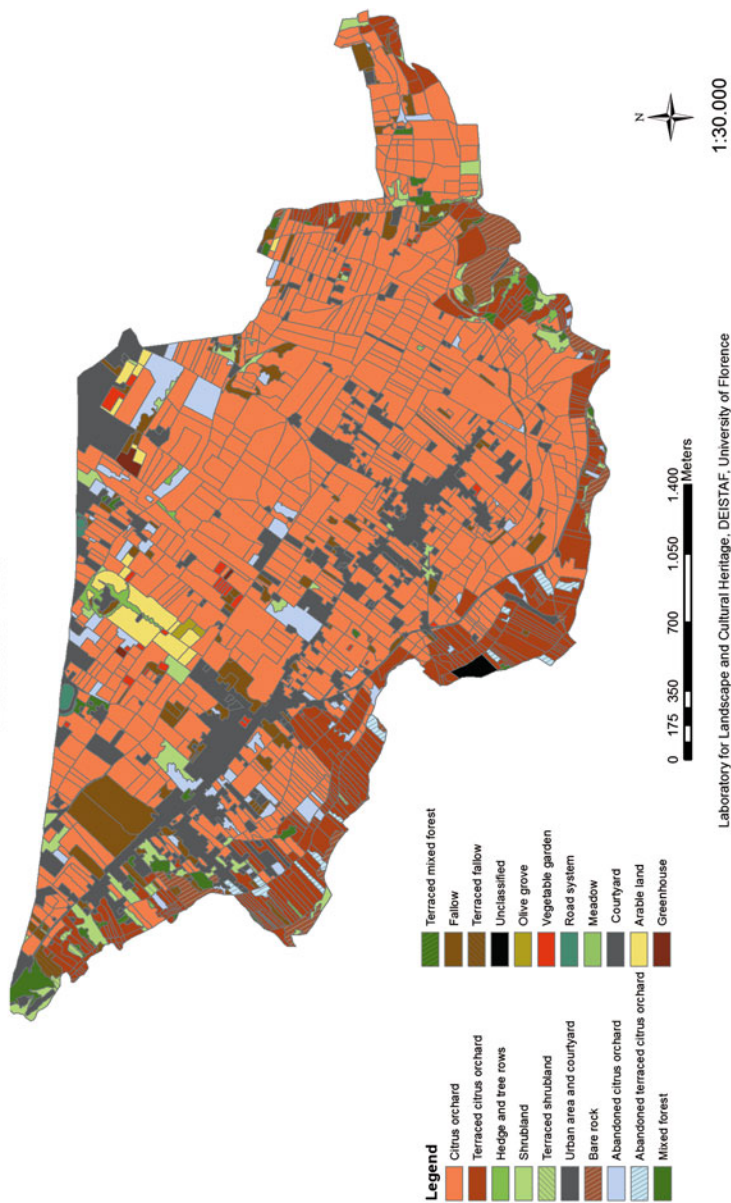 N
1:30.000
0 175 350 700 1.050 1.400
Meters
Legend
Citrus orchard
Terraced citrus orchard
Hedge and tree rows
Shrubland
Terraced shrubland
Urban area and courtyard
Bare rock
Abandoned citrus orchard
Abandoned terraced citrus orchard
Mixed forest
Terraced mixed forest
Fallow
Terraced fallow
Unclassified
Olive grove
Vegetable garden
Road system
Meadow
Courtyard
Arable land
Greenhouse
Laboratory for Landscape and Cultural Heritage, DEISTAF, University of Florence